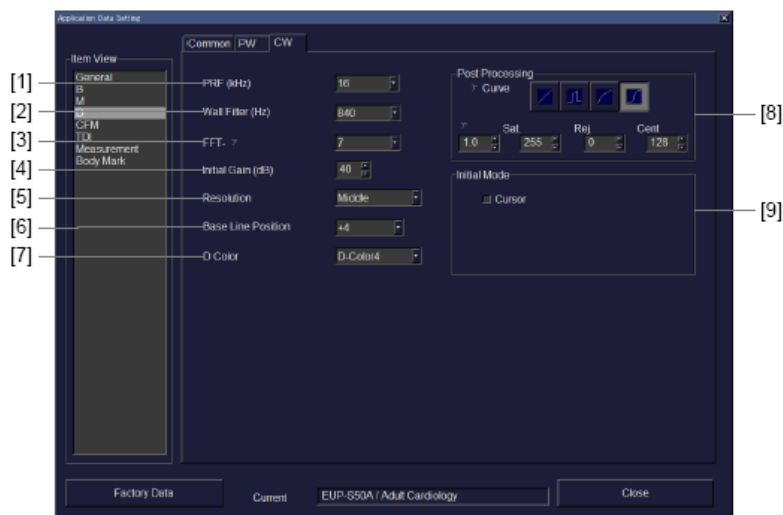 Application Data Setting
Item View
General
B
M
D
CFM
TDI
Measurement
Body Mark
Common PW CW
[1] PRF (kHz) 16
[2] Wall Filter (Hz) 840
[3] FFT- γ 7
[4] Initial Gain (dB) 40
[5] Resolution Middle
[6] Base Line Position +4
[7] D Color D-Color4
Post Processing
γ Curve
[8]
γ Sat. Rej Cent
1.0 255 0 128
Initial Mode
Cursor
[9]
Factory Data Current EUP-S50A / Adult Cardiology Close